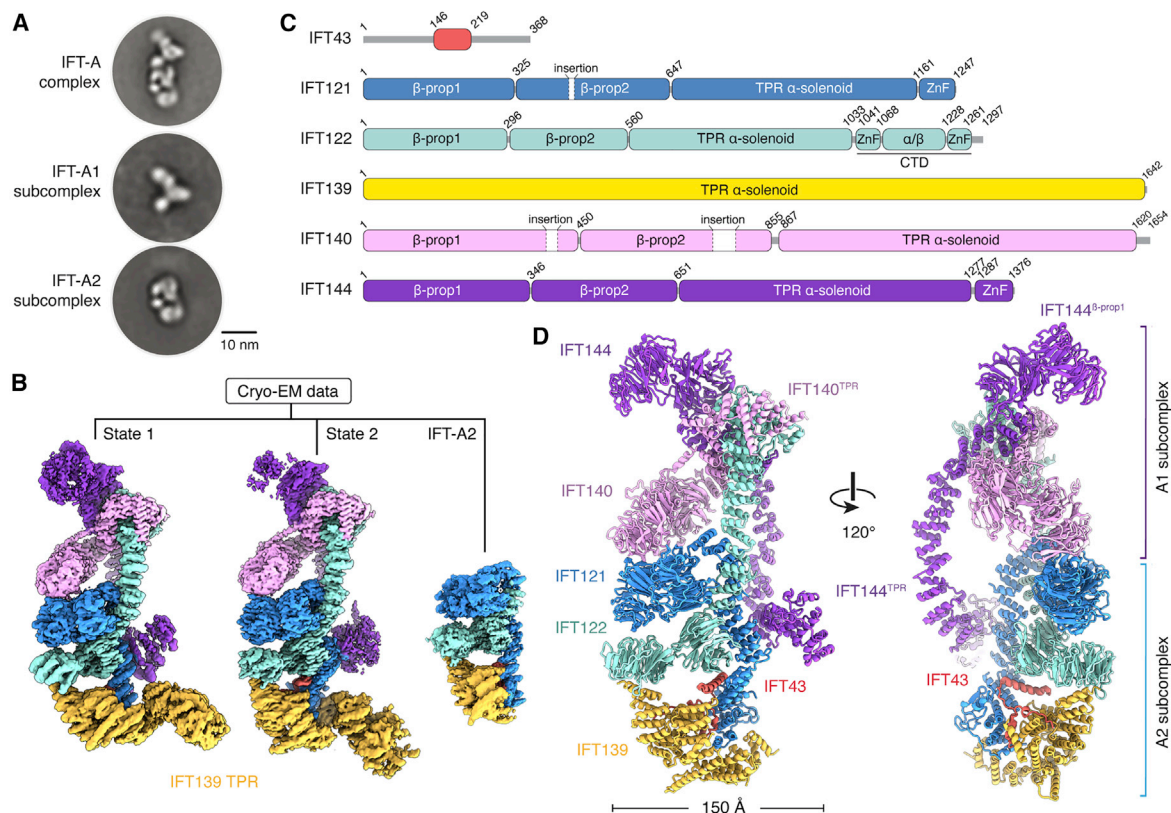 A
IFT-A
complex
IFT-A1
subcomplex
IFT-A2
subcomplex
10 nm
B
Cryo-EM data
State 1
State 2
IFT-A2
IFT139 TPR
C
1
146
219
368
IFT43
1
325
insertion
647
1161
1247
IFT121
β-prop1
β-prop2
TPR α-solenoid
ZnF
1
296
560
1033
1041
1068
1228
1261
1297
IFT122
β-prop1
β-prop2
TPR α-solenoid
ZnF
α/β
ZnF
CTD
1
1642
IFT139
TPR α-solenoid
1
insertion
450
insertion
855
867
1620
1654
IFT140
β-prop1
β-prop2
TPR α-solenoid
1
346
651
1277
1287
1376
IFT144
β-prop1
β-prop2
TPR α-solenoid
ZnF
D
IFT144
IFT140TPR
IFT140
IFT121
IFT122
IFT43
IFT139
150 Å
120°
IFT144β-prop1
IFT144TPR
IFT43
A1 subcomplex
A2 subcomplex